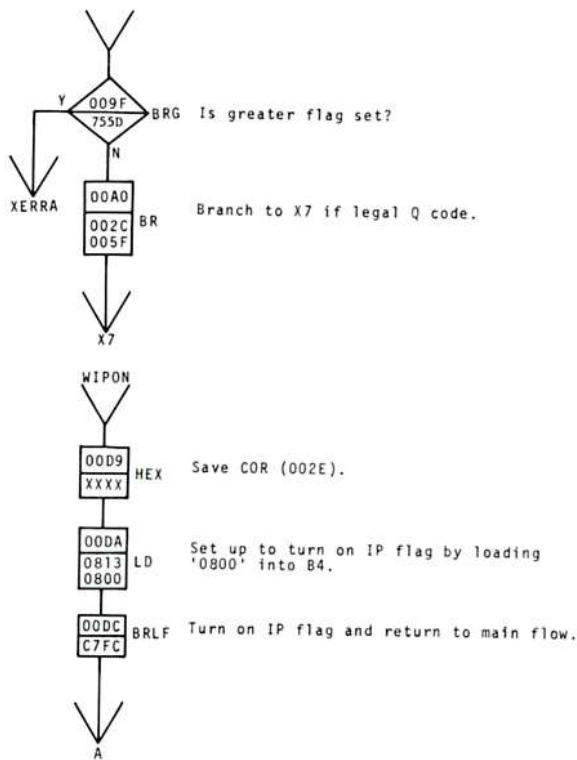 Y
009F
755D
BRG Is greater flag set?
N
XERRA
00A0
002C
005F
BR
Branch to X7 if legal Q code.
X7
WIPON
00D9
XXXX
HEX
Save COR (002E).
00DA
0813
0800
LD
Set up to turn on IP flag by loading
'0800' into B4.
00DC
C7FC
BRLF Turn on IP flag and return to main flow.
A